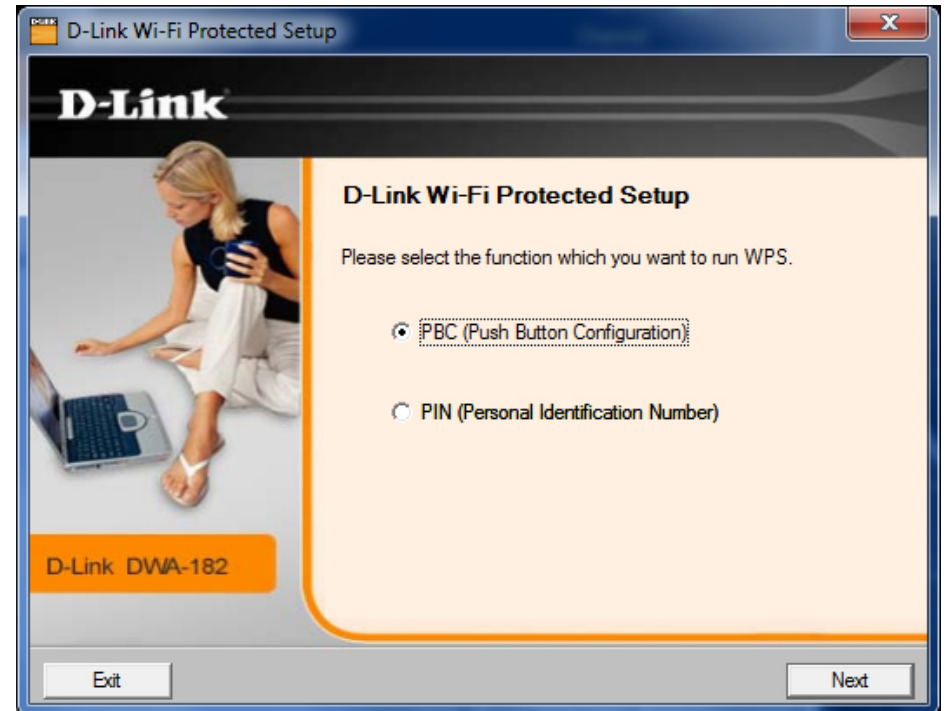 D-Link Wi-Fi Protected Setup
D-Link
D-Link Wi-Fi Protected Setup
Please select the function which you want to run WPS.
PBC (Push Button Configuration)
PIN (Personal Identification Number)
D-Link DWA-182
Exit
Next